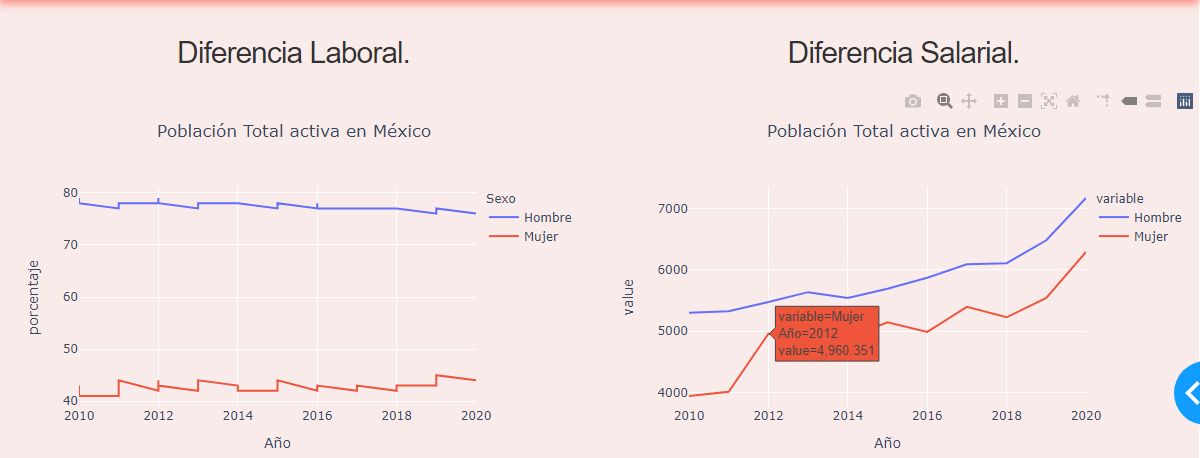 Diferencia Laboral.
Población Total activa en México
80
70
60
50
40
porcentaje
2010
2012
2014
2016
2018
2020
Año
Sexo
Hombre
Mujer
Diferencia Salarial.
Población Total activa en México
7000
6000
5000
4000
value
variable=Mujer
Año=2012
value=4,960.351
2010
2012
2014
2016
2018
2020
Año
variable
Hombre
Mujer